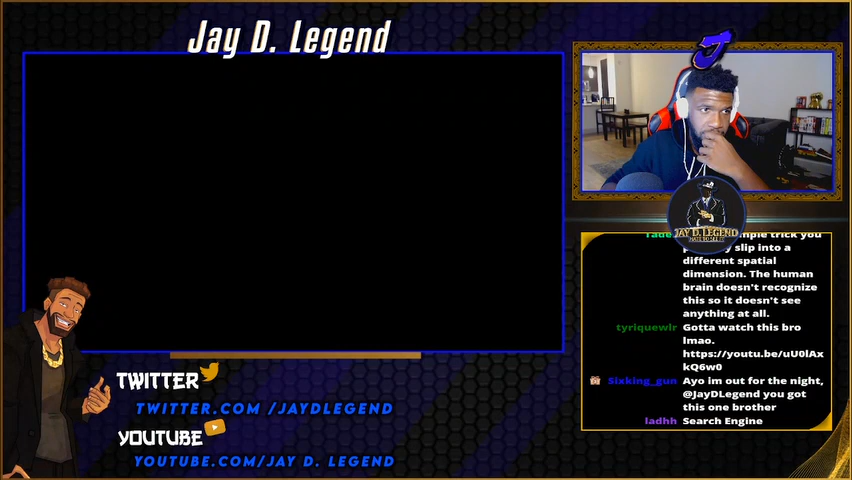 Jay D. Legend
J
JAY D. LEGEND
trick you
slip into a
different spatial
dimension. The human
brain doesn't recognize
this so it doesn't see
anything at all.
tyriquewlr Gotta watch this bro
lmao.
https://youtu.be/uU0lAx
kQ6w0
Sixking_gun Ayo im out for the night,
@JayDLegend you got
this one brother
ladhh Search Engine
TWITTER
TWITTER.COM /JAYDLEGEND
YOUTUBE
YOUTUBE.COM/JAY D. LEGEND